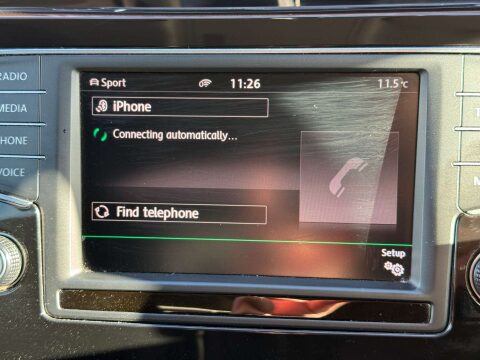 RADIO
MEDIA
PHONE
VOICE
Sport 11:26 11.5°C
iPhone
Connecting automatically...
Find telephone
Setup